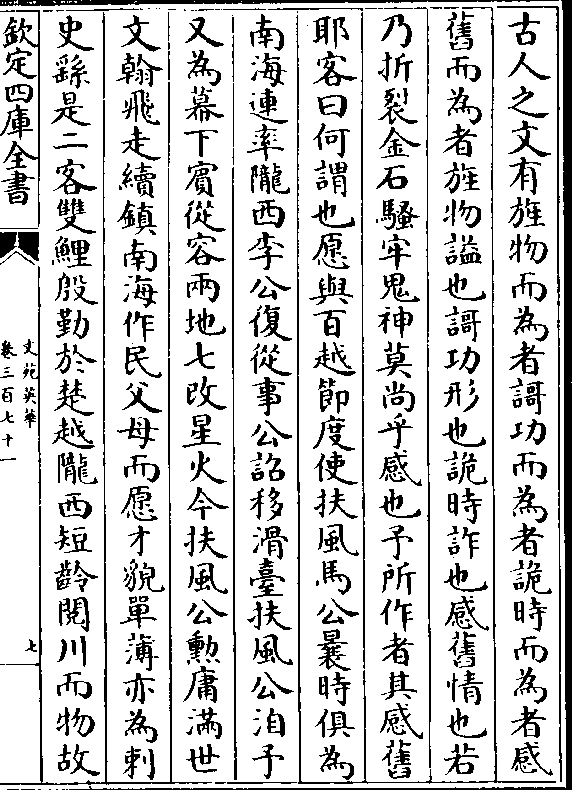 古人之文有旌物而為者謌功而為者詭時而為者感
舊而為者旌物諡也謌功形也詭時詐也感舊情也若
乃折裂金石騷牢鬼神莫尚乎感也予所作者其感舊
耶客曰何謂也愿與百越節度使扶風馬公曩時俱為
南海連率隴西李公復從事公詔移滑臺扶風公洎予
又為幕下賓從容兩地七改星火今扶風公勲庸滿世
文翰飛走續鎮南海作民父母而愿才貌單薄亦為刺
史繇是二客雙鯉殷勤於楚越隴西短齡閱川而物故
欽定四庫全書
文苑英華
卷三百七十一
七